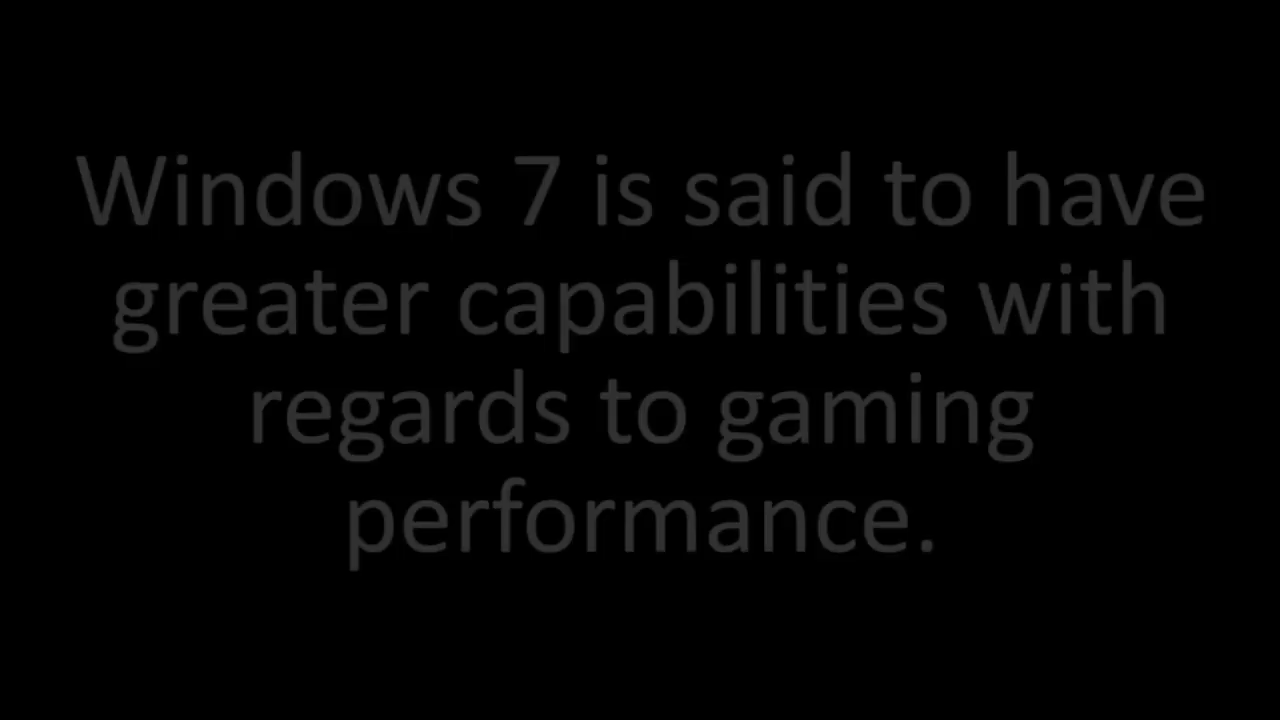 Windows 7 is said to have
greater capabilities with
regards to gaming
performance.